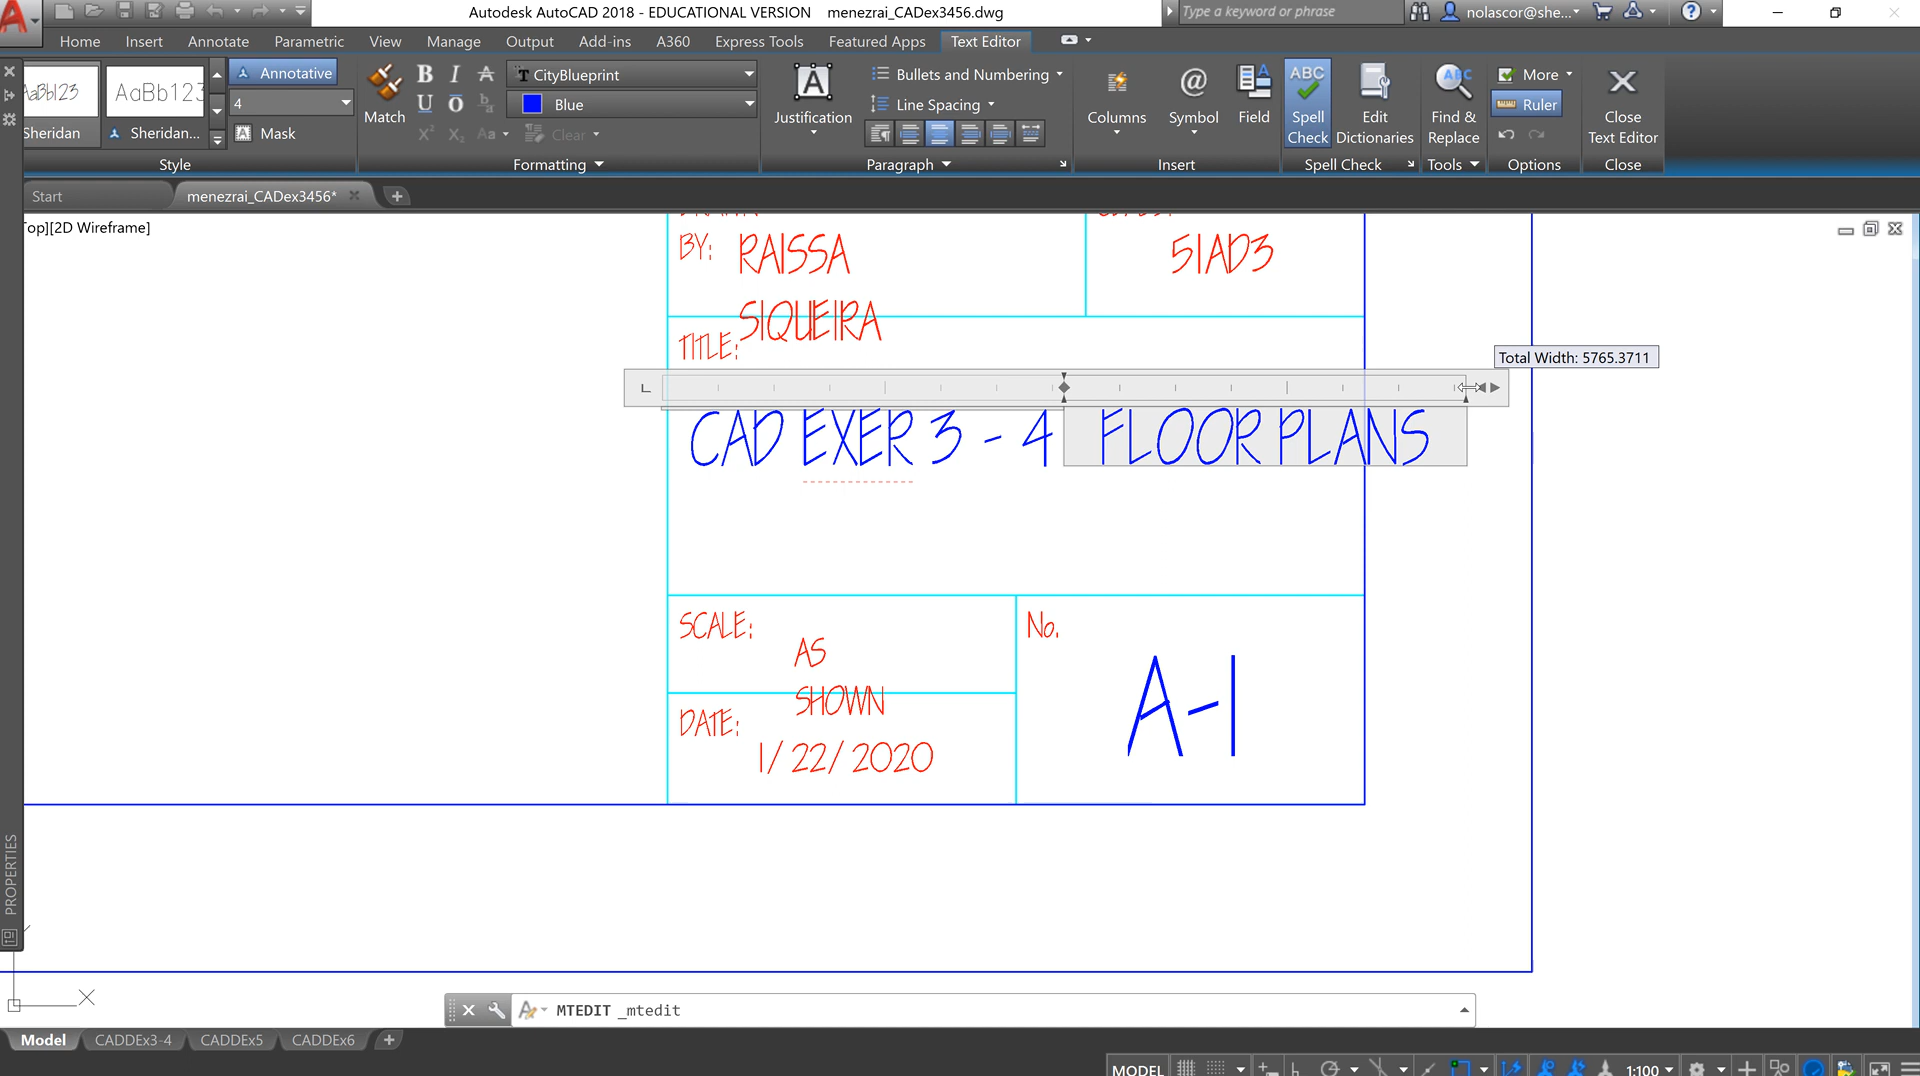 Autodesk AutoCAD 2018 - EDUCATIONAL VERSION menezrai_CADex3456.dwg
Type a keyword or phrase
nolascor@she...
Home Insert Annotate Parametric View Manage Output Add-ins A360 Express Tools Featured Apps Text Editor
AaBb123 AaBb123 Annotative
4
Sheridan Sheridan... Mask
Style
Match
B I A
U O b/a
X² X₂ Aa Clear
CityBlueprint
Blue
Formatting
Justification
Bullets and Numbering
Line Spacing
Paragraph
Columns Symbol Field
Insert
ABC
Spell
Check
Edit
Dictionaries
Spell Check
ABC
Find &
Replace
Tools
More
Ruler
Options
Close
Text Editor
Close
Start menezrai_CADex3456*
Top][2D Wireframe]
BY: RAISSA
SIQUEIRA
51AD3
TITLE:
Total Width: 5765.3711
CAD EXER 3 - 4 FLOOR PLANS
SCALE:
AS
SHOWN
No.
A-1
DATE:
1/ 22/ 2020
PROPERTIES
X
MTEDIT _mtedit
Model CADDEx3-4 CADDEx5 CADDEx6
MODEL 1:100